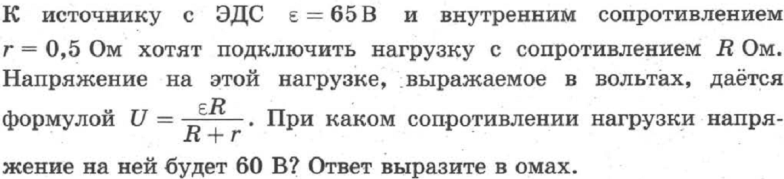 К источнику с ЭДС ε = 65 В и внутренним сопротивлением
r = 0,5 Ом хотят подключить нагрузку с сопротивлением R Ом.
Напряжение на этой нагрузке, выражаемое в вольтах, даётся
формулой U = εR / (R + r). При каком сопротивлении нагрузки напря-
жение на ней будет 60 В? Ответ выразите в омах.